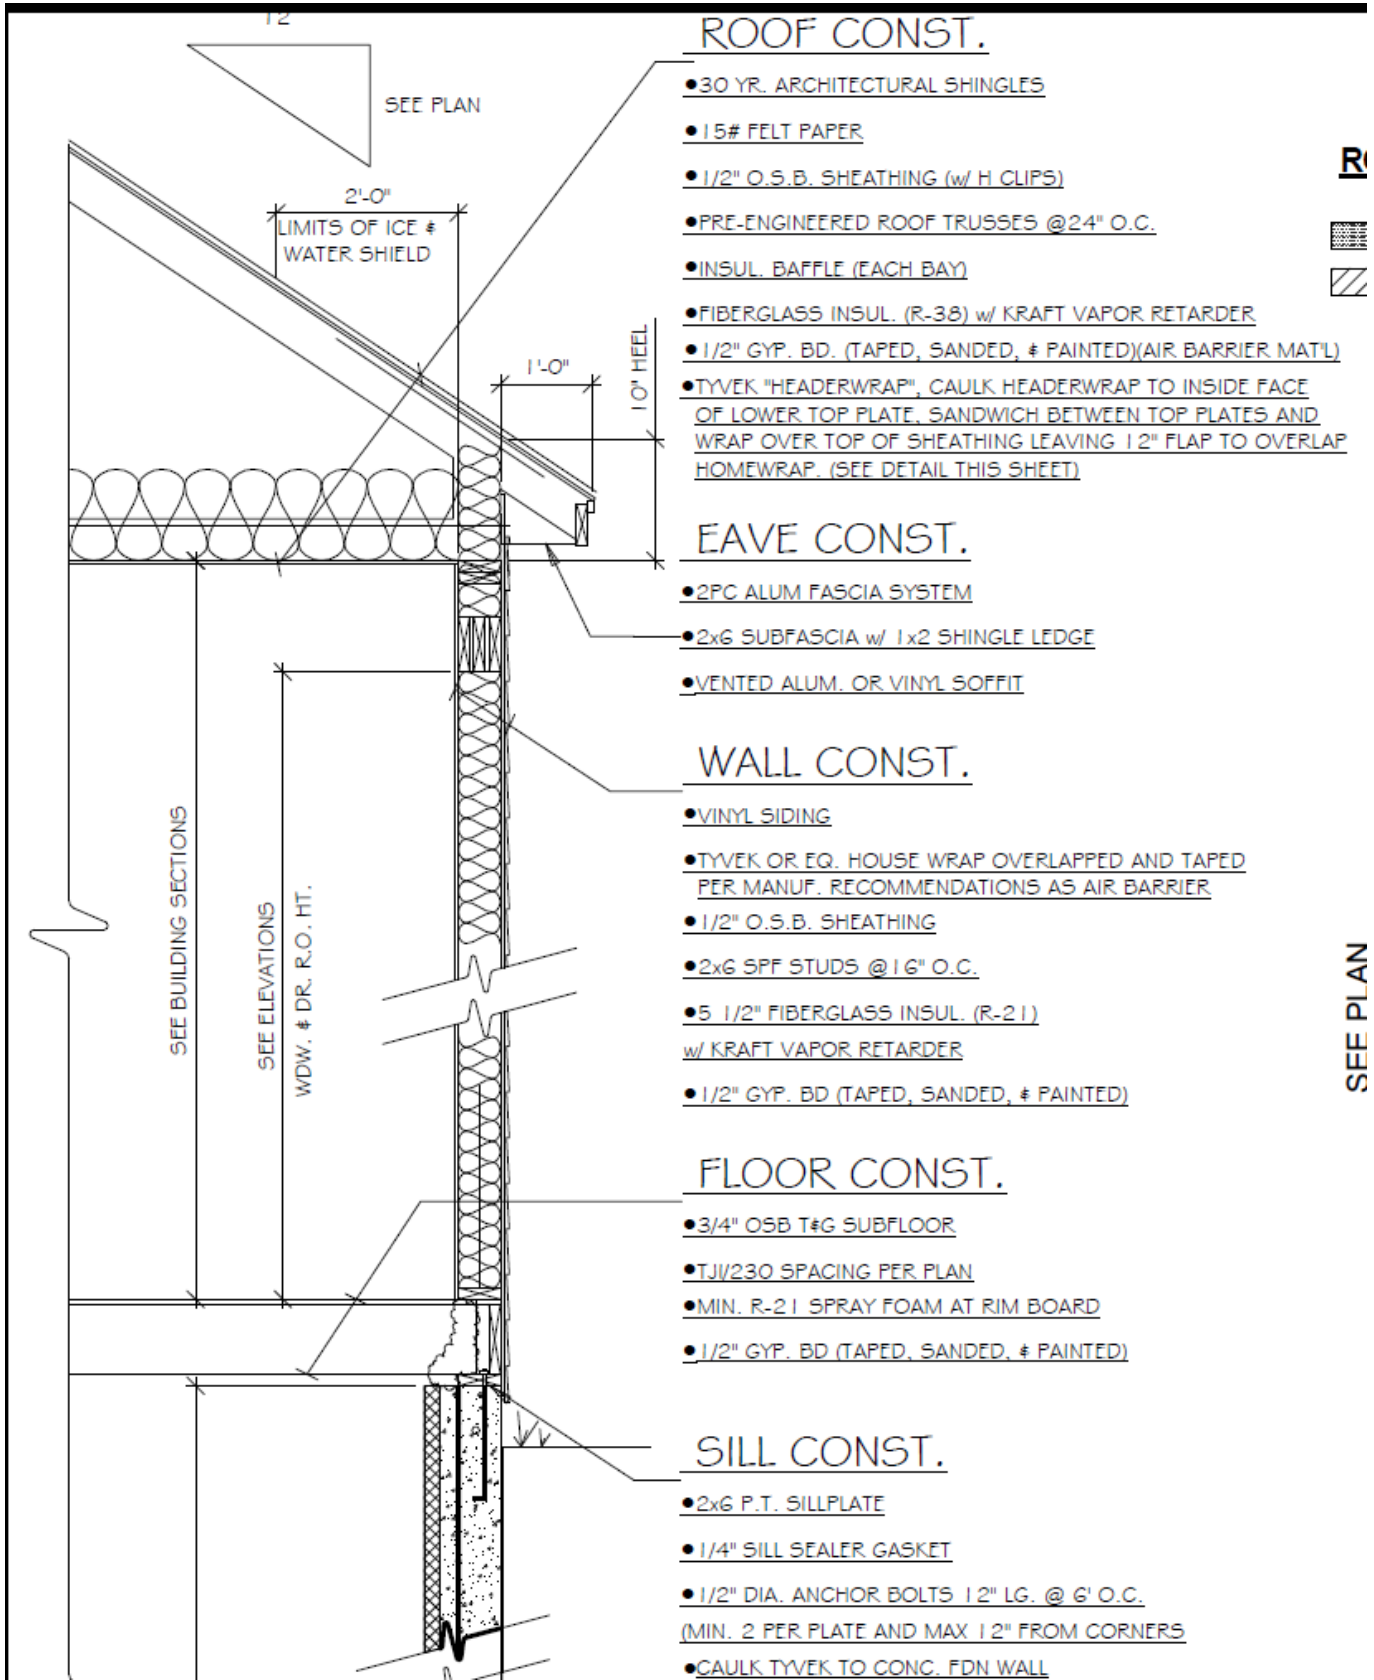 12
SEE PLAN
2'-0"
LIMITS OF ICE &
WATER SHIELD
1'-0"
10" HEEL
SEE BUILDING SECTIONS
SEE ELEVATIONS
WDW. & DR. R.O. HT.
ROOF CONST.
●30 YR. ARCHITECTURAL SHINGLES
●15# FELT PAPER
●1/2" O.S.B. SHEATHING (w/ H CLIPS)
●PRE-ENGINEERED ROOF TRUSSES @24" O.C.
●INSUL. BAFFLE (EACH BAY)
●FIBERGLASS INSUL. (R-38) w/ KRAFT VAPOR RETARDER
●1/2" GYP. BD. (TAPED, SANDED, & PAINTED)(AIR BARRIER MAT'L)
●TYVEK "HEADERWRAP", CAULK HEADERWRAP TO INSIDE FACE
OF LOWER TOP PLATE, SANDWICH BETWEEN TOP PLATES AND
WRAP OVER TOP OF SHEATHING LEAVING 12" FLAP TO OVERLAP
HOMEWRAP. (SEE DETAIL THIS SHEET)
EAVE CONST.
●2PC ALUM FASCIA SYSTEM
●2x6 SUBFASCIA w/ 1x2 SHINGLE LEDGE
●VENTED ALUM. OR VINYL SOFFIT
WALL CONST.
●VINYL SIDING
●TYVEK OR EQ. HOUSE WRAP OVERLAPPED AND TAPED
PER MANUF. RECOMMENDATIONS AS AIR BARRIER
●1/2" O.S.B. SHEATHING
●2x6 SPF STUDS @16" O.C.
●5 1/2" FIBERGLASS INSUL. (R-21)
w/ KRAFT VAPOR RETARDER
●1/2" GYP. BD (TAPED, SANDED, & PAINTED)
FLOOR CONST.
●3/4" OSB T&G SUBFLOOR
●TJI/230 SPACING PER PLAN
●MIN. R-21 SPRAY FOAM AT RIM BOARD
●1/2" GYP. BD (TAPED, SANDED, & PAINTED)
SILL CONST.
●2x6 P.T. SILLPLATE
●1/4" SILL SEALER GASKET
●1/2" DIA. ANCHOR BOLTS 12" LG. @ 6' O.C.
(MIN. 2 PER PLATE AND MAX 12" FROM CORNERS
●CAULK TYVEK TO CONC. FDN WALL
SEE PLAN